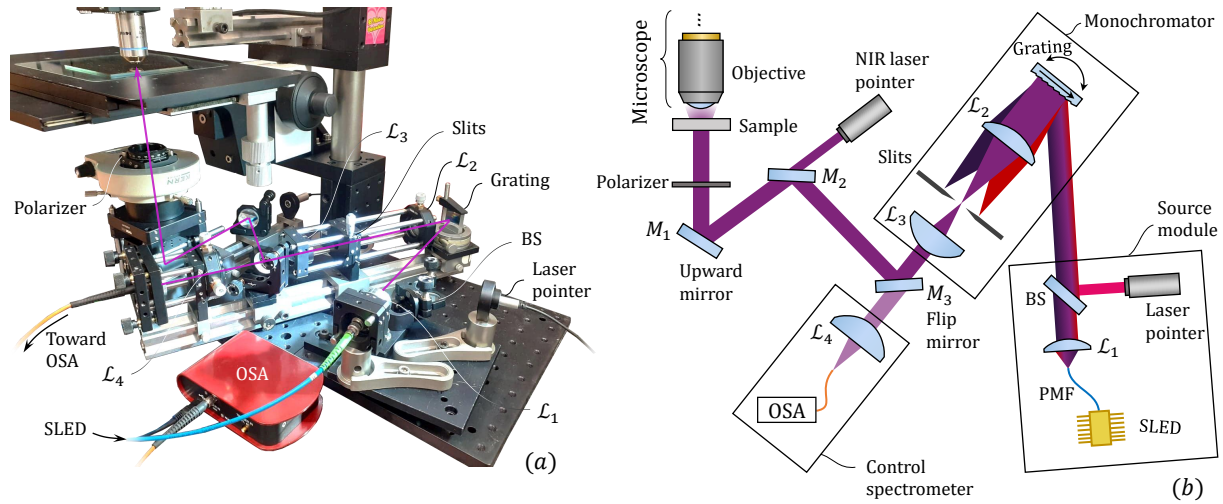 ℒ₃
Slits
ℒ₂
Grating
Polarizer
BS
Laser
pointer
Toward
OSA
ℒ₄
OSA
SLED
ℒ₁
(a)
Microscope
...
Objective
Sample
Polarizer
M₁
Upward
mirror
NIR laser
pointer
M₂
Monochromator
Grating
ℒ₂
Slits
ℒ₃
M₃
Flip
mirror
ℒ₄
OSA
Control
spectrometer
Source
module
BS
Laser
pointer
ℒ₁
PMF
SLED
(b)